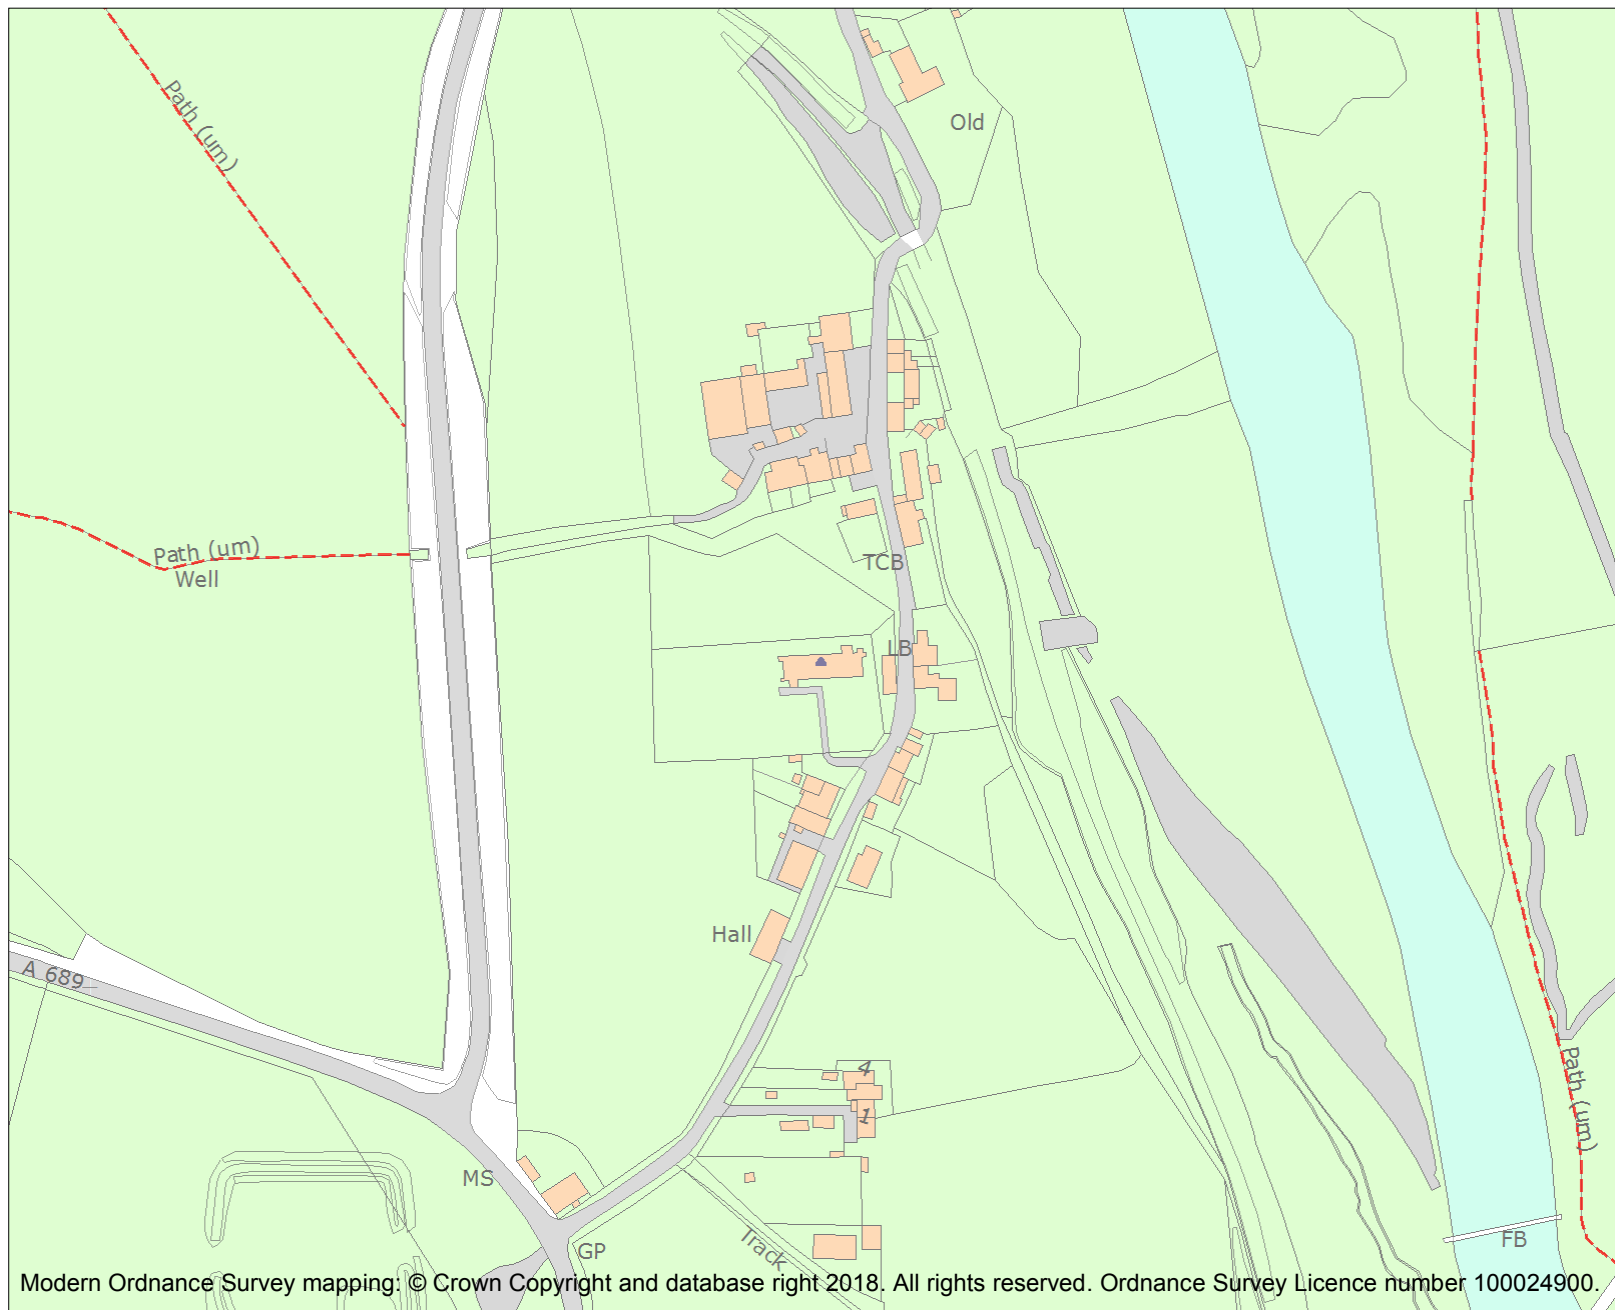 Path (um)
Old
Path (um)
Well
TCB
LB
Hall
A 689
4
1
Path (um)
MS
GP
Track
FB
Modern Ordnance Survey mapping: © Crown Copyright and database right 2018. All rights reserved. Ordnance Survey Licence number 100024900.